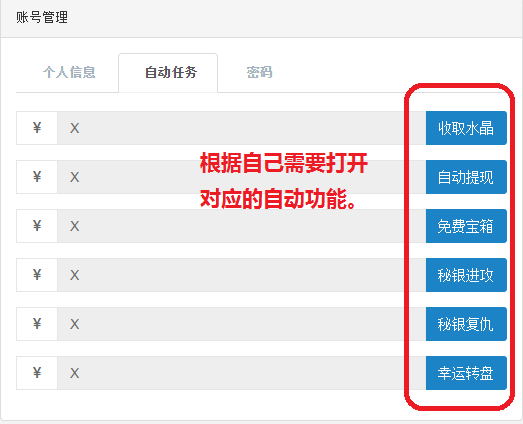 账号管理
个人信息 自动任务 密码
¥ X 收取水晶
根据自己需要打开
¥ X 自动提现
对应的自动功能。
¥ X 免费宝箱
¥ X 秘银进攻
¥ X 秘银复仇
¥ X 幸运转盘